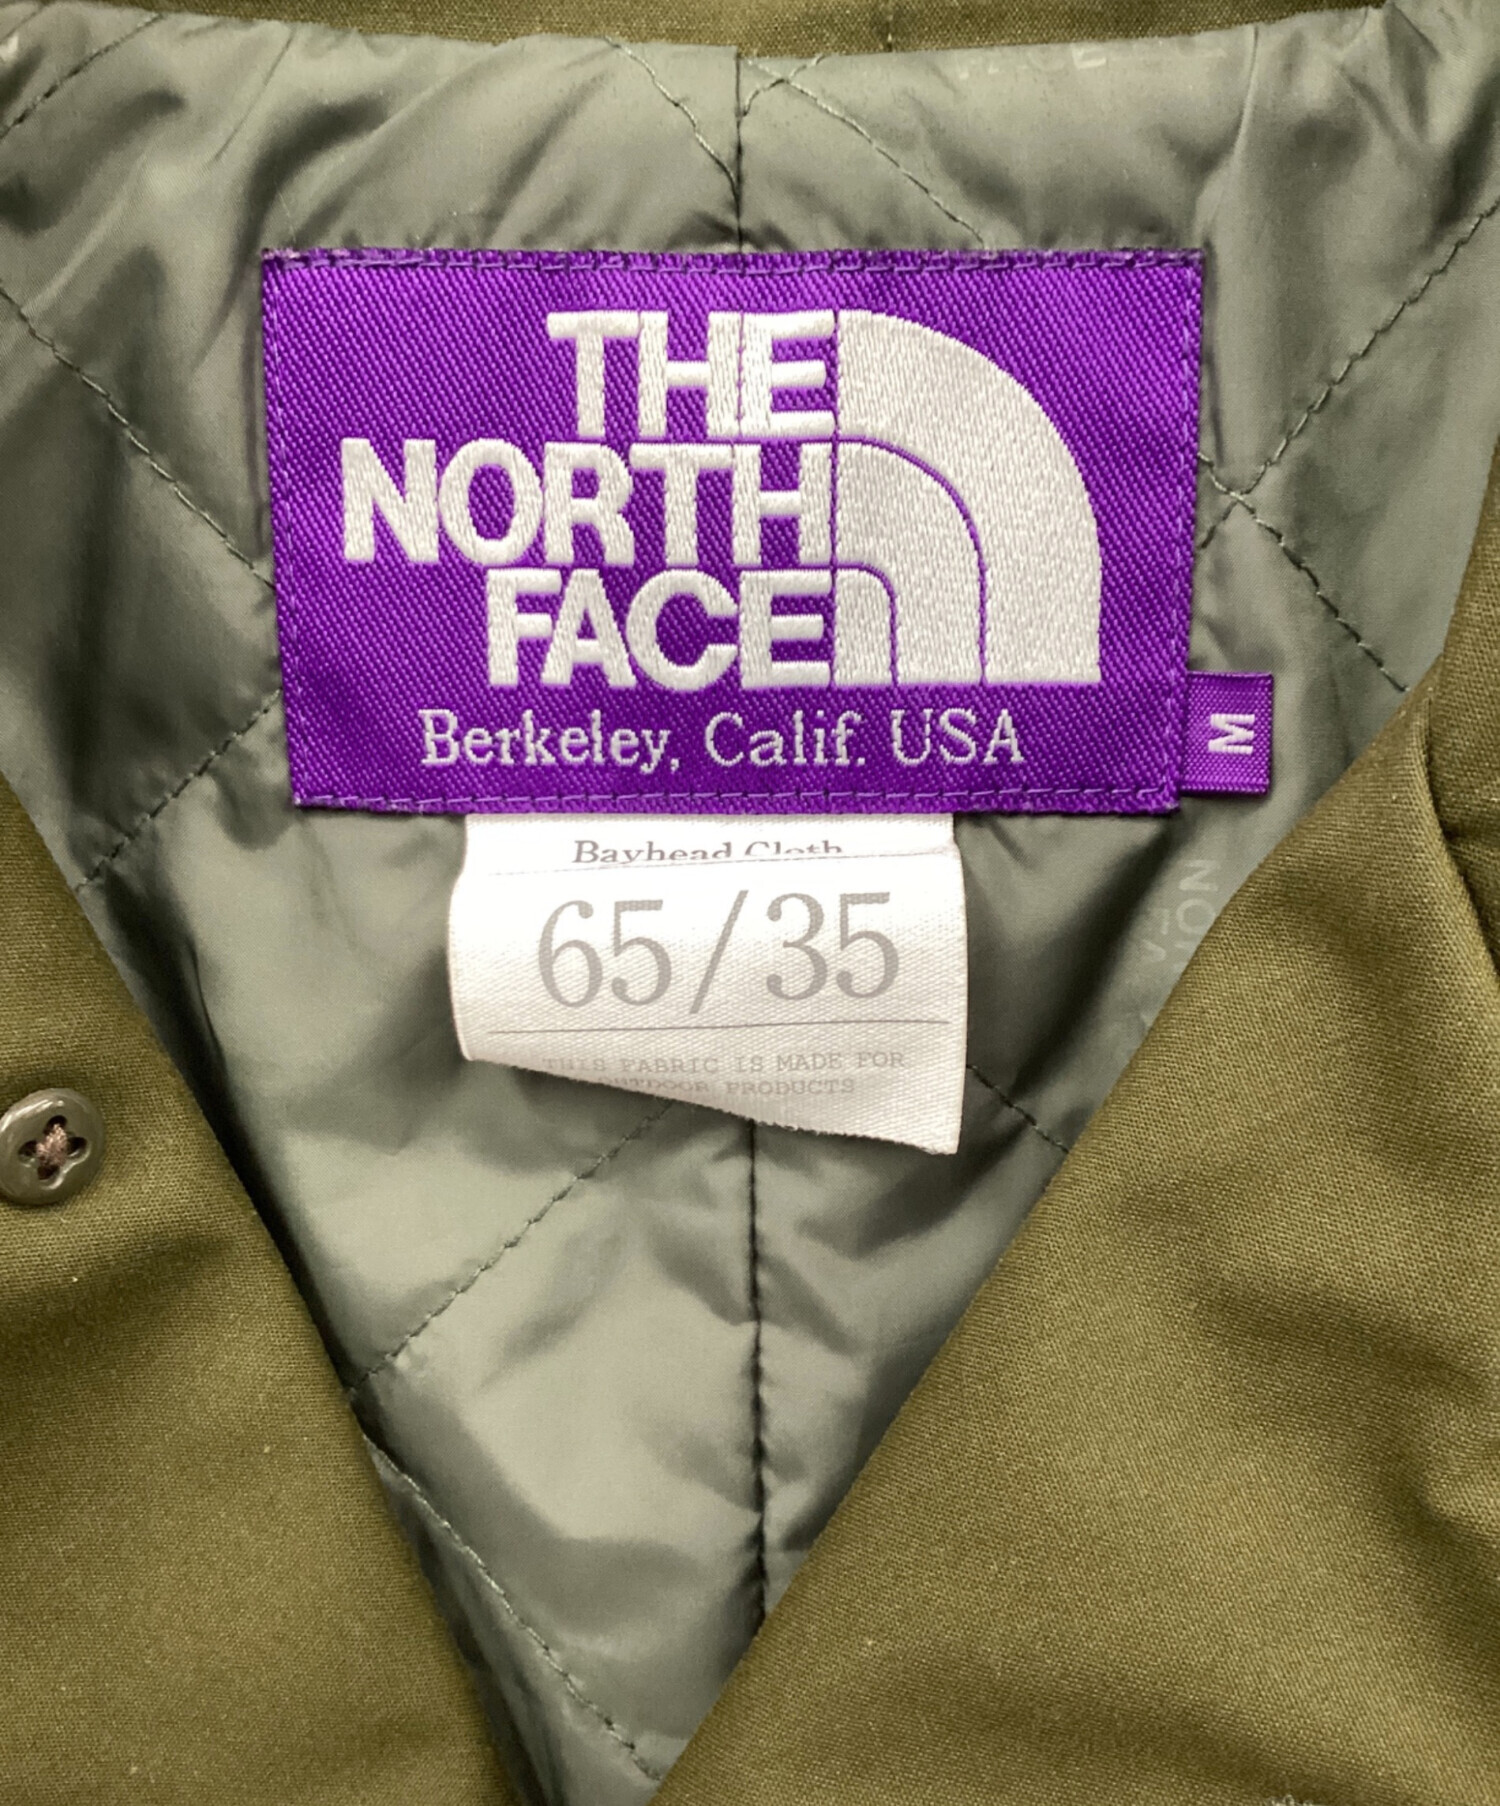 THE
NORTH
FACE
Berkeley, Calif. USA
M
Bayhead Cloth
65/35
THIS FABRIC IS MADE FOR
OUTDOOR PRODUCTS